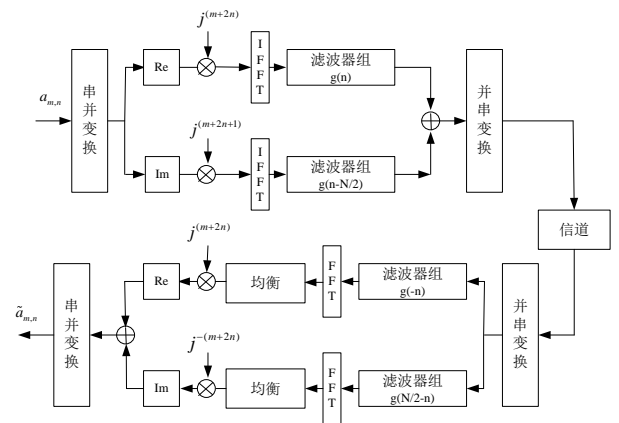 j^{(m+2n)}
a_{m,n}
串并变换
Re
IFFT
滤波器组
g(n)
并串变换
j^{(m+2n+1)}
Im
IFFT
滤波器组
g(n-N/2)
信道
j^{(m+2n)}
ã_{m,n}
串并变换
Re
均衡
FFT
滤波器组
g(-n)
并串变换
j^{-(m+2n)}
Im
均衡
FFT
滤波器组
g(N/2-n)